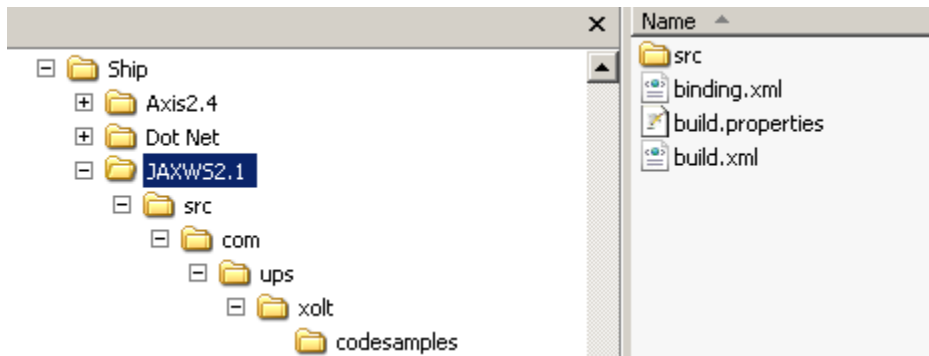 Ship
Axis2.4
Dot Net
JAXWS2.1
src
com
ups
xolt
codesamples
Name
src
binding.xml
build.properties
build.xml